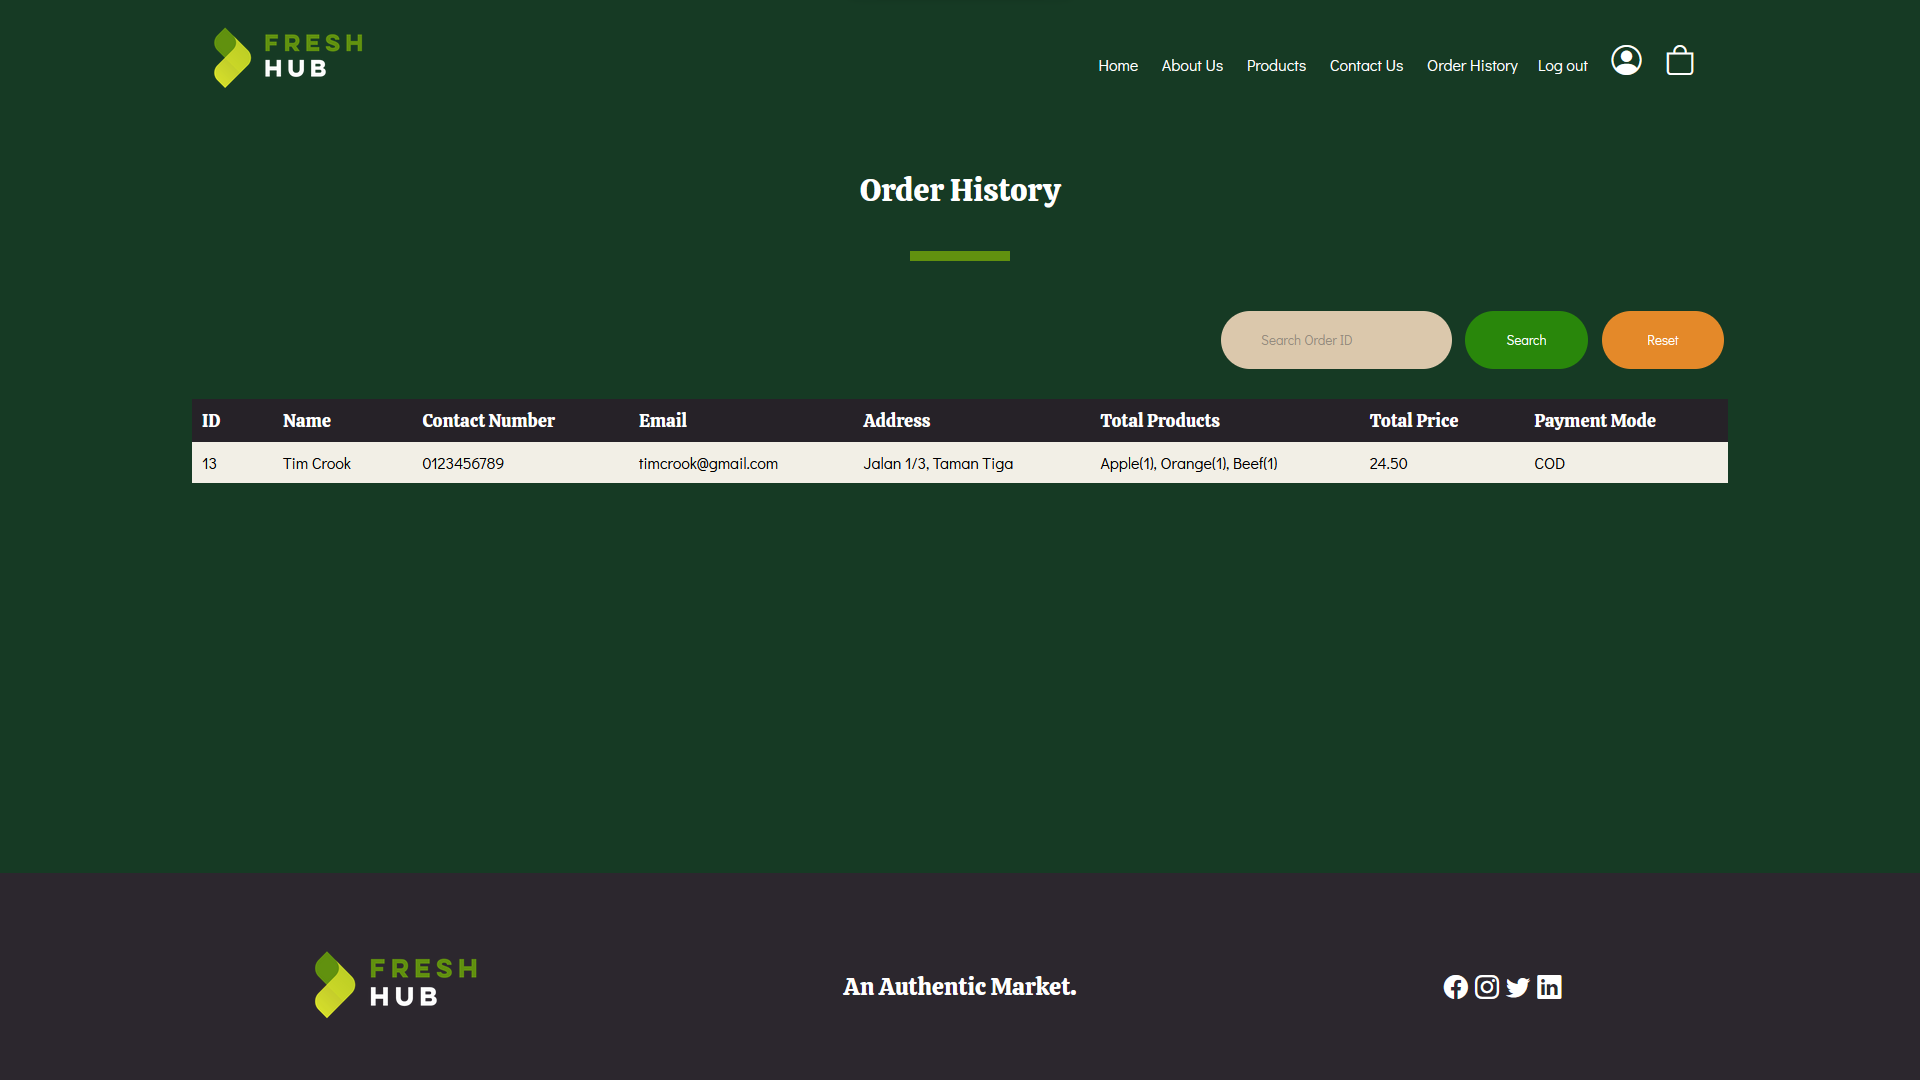 FRESH
HUB
Home About Us Products Contact Us Order History Log out
Order History
Search Order ID Search Reset
ID Name Contact Number Email Address Total Products Total Price Payment Mode
13 Tim Crook 0123456789 timcrook@gmail.com Jalan 1/3, Taman Tiga Apple(1), Orange(1), Beef(1) 24.50 COD
FRESH
HUB
An Authentic Market.